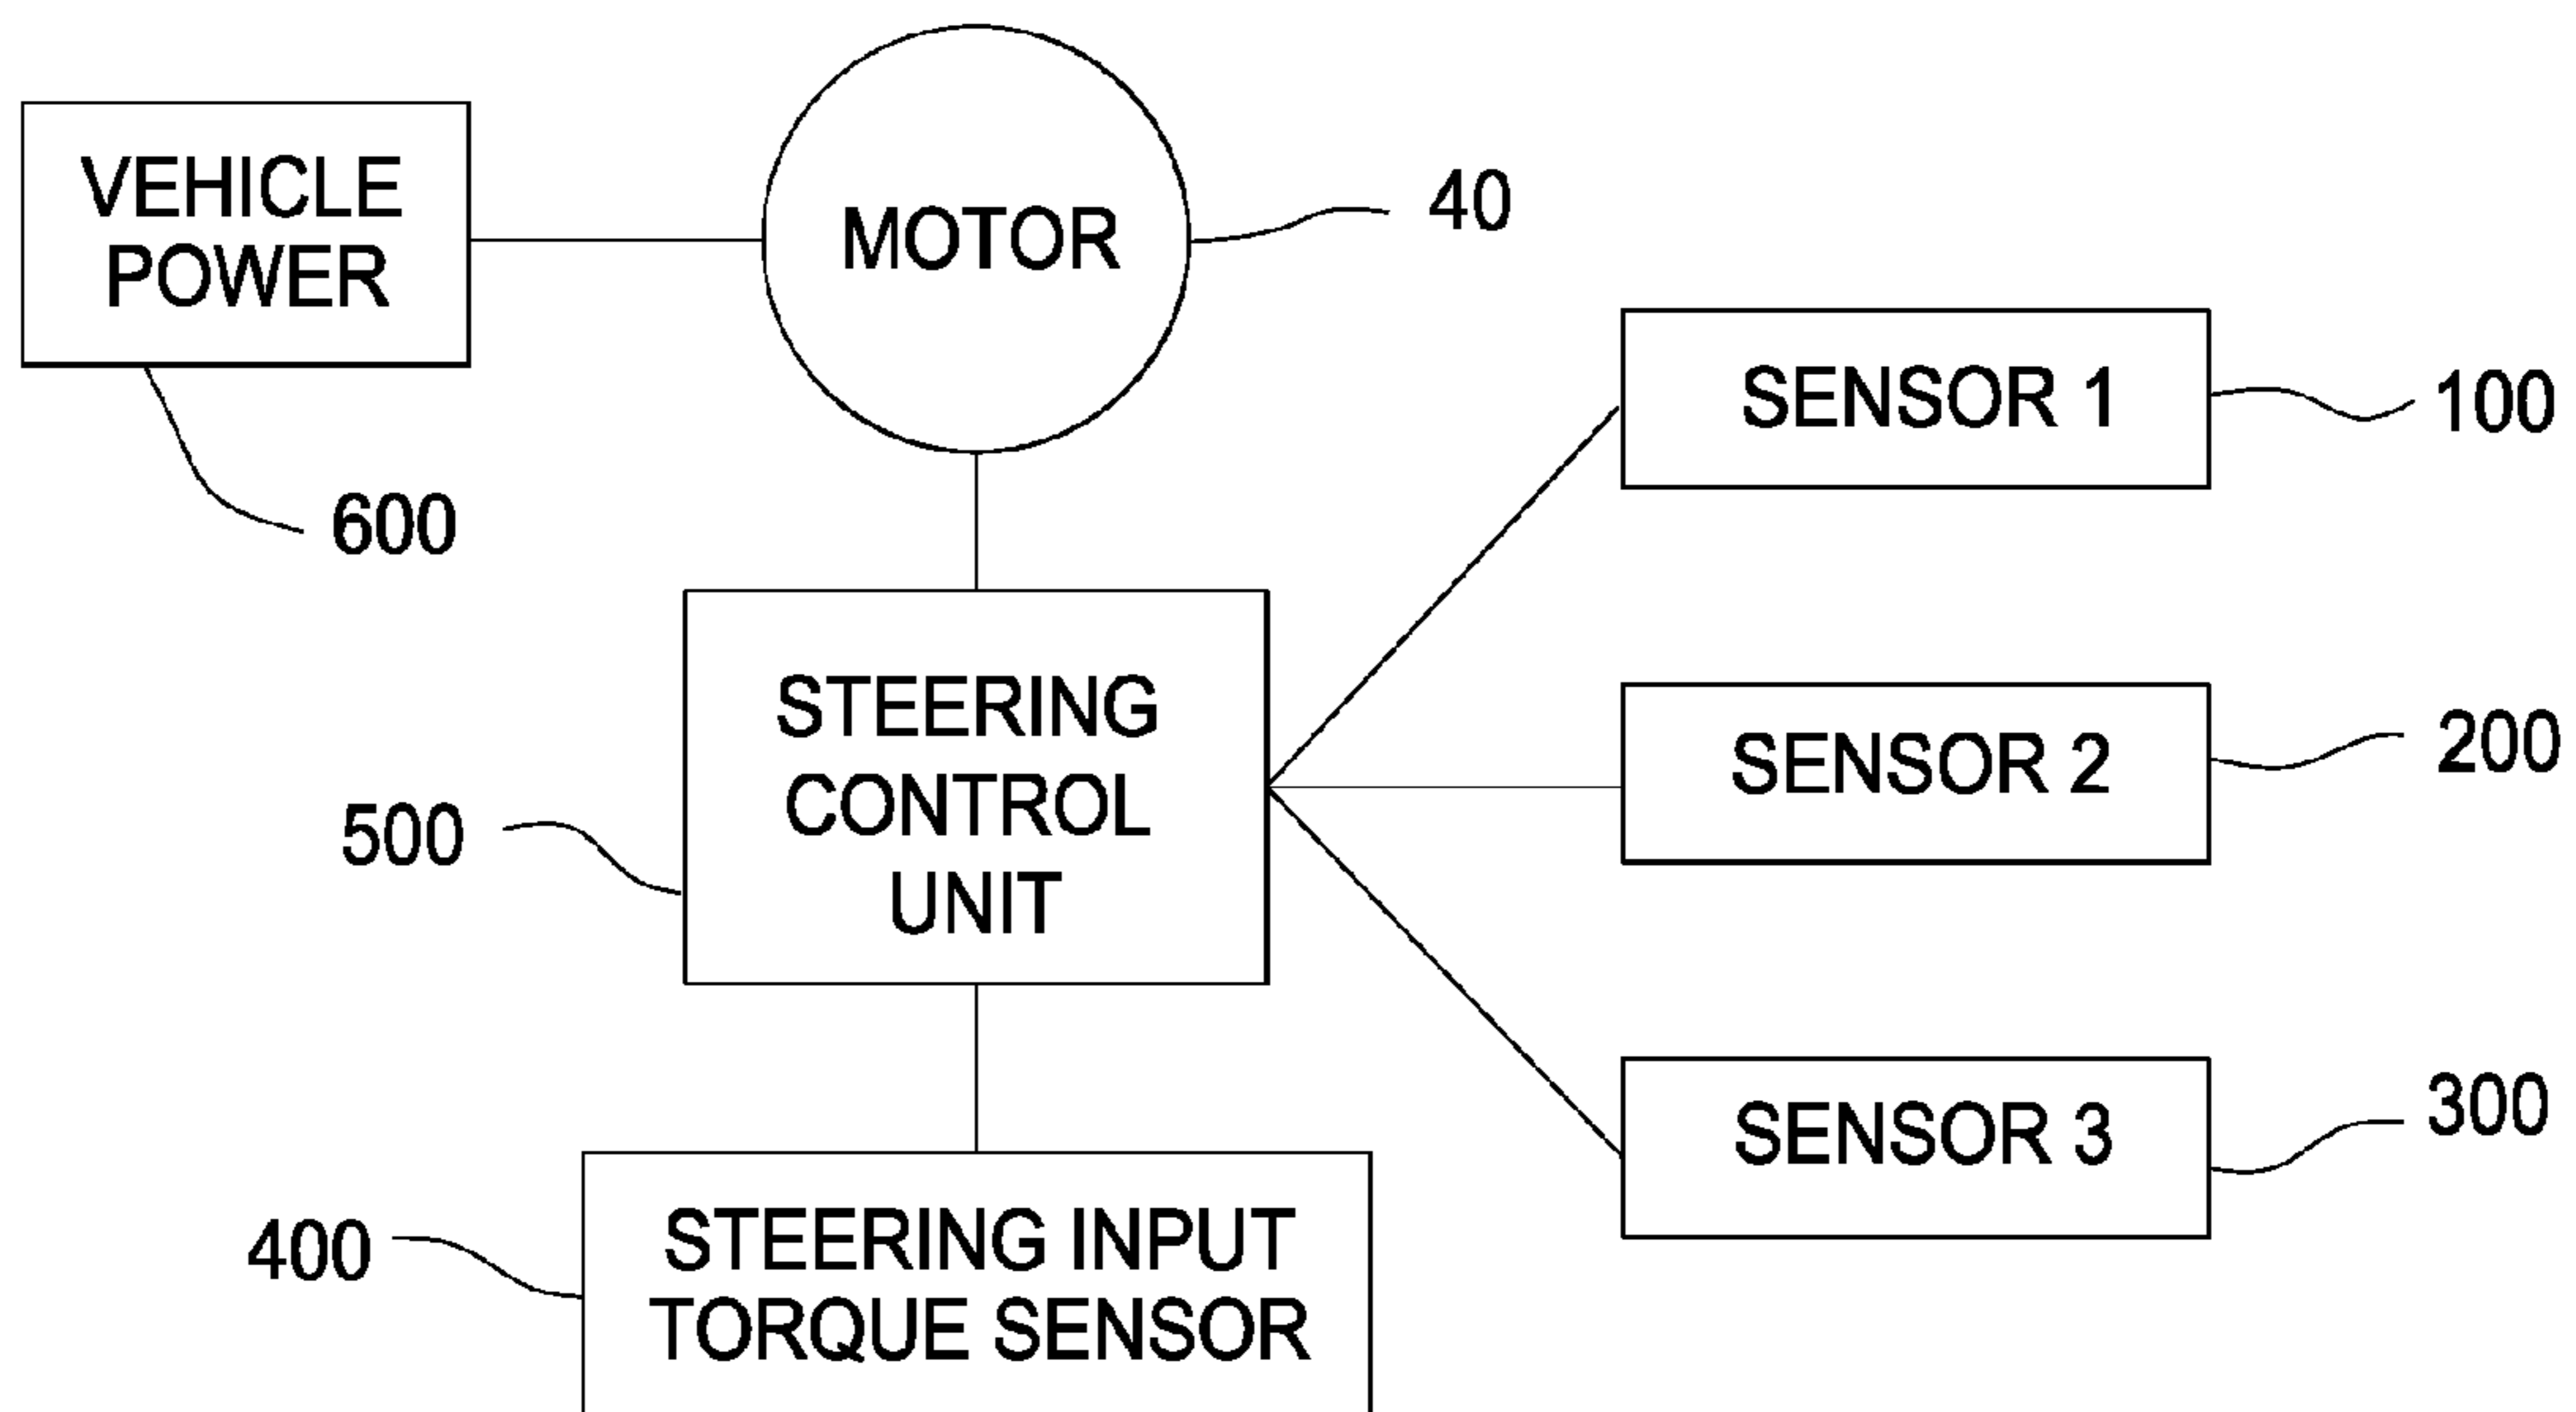 VEHICLE
POWER
600
MOTOR
40
SENSOR 1
100
STEERING
CONTROL
UNIT
500
SENSOR 2
200
SENSOR 3
300
STEERING INPUT
TORQUE SENSOR
400